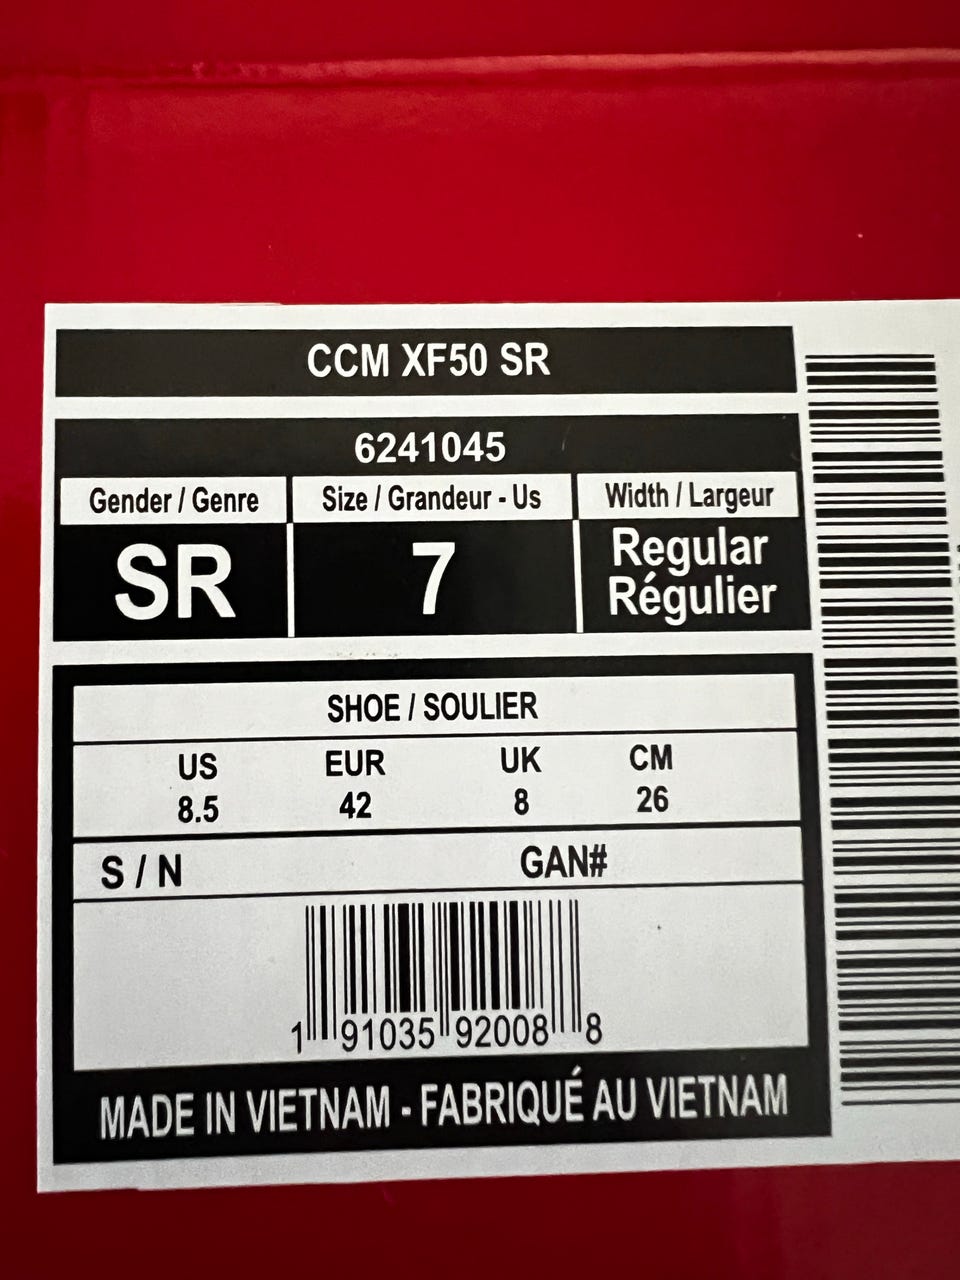 CCM XF50 SR
6241045
Gender / Genre Size / Grandeur - Us Width / Largeur
SR 7 Regular
Régulier
SHOE / SOULIER
US EUR UK CM
8.5 42 8 26
S / N GAN#
1 91035 92008 8
MADE IN VIETNAM - FABRIQUÉ AU VIETNAM